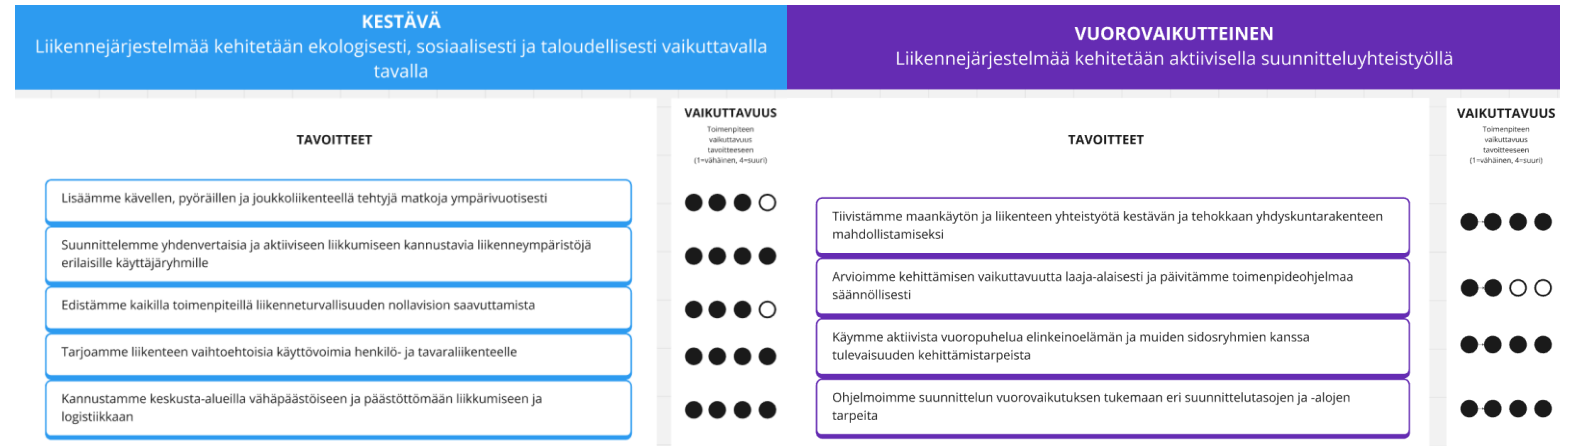 KESTÄVÄ
Liikennejärjestelmää kehitetään ekologisesti, sosiaalisesti ja taloudellisesti vaikuttavalla
tavalla
TAVOITTEET
VAIKUTTAVUUS
Toimenpiteen
vaikuttavuus
tavoitteeseen
(1=vähäinen, 4=suuri)
Lisäämme kävellen, pyöräillen ja joukkoliikenteellä tehtyjä matkoja ympärivuotisesti
Suunnittelemme yhdenvertaisia ja aktiiviseen liikkumiseen kannustavia liikenneympäristöjä
erilaisille käyttäjäryhmille
Edistämme kaikilla toimenpiteillä liikenneturvallisuuden nollavision saavuttamista
Tarjoamme liikenteen vaihtoehtoisia käyttövoimia henkilö- ja tavaraliikenteelle
Kannustamme keskusta-alueilla vähäpäästöiseen ja päästöttömään liikkumiseen ja
logistiikkaan
VUOROVAIKUTTEINEN
Liikennejärjestelmää kehitetään aktiivisella suunnitteluyhteistyöllä
TAVOITTEET
VAIKUTTAVUUS
Toimenpiteen
vaikuttavuus
tavoitteeseen
(1=vähäinen, 4=suuri)
Tiivistämme maankäytön ja liikenteen yhteistyötä kestävän ja tehokkaan yhdyskuntarakenteen
mahdollistamiseksi
Arvioimme kehittämisen vaikuttavuutta laaja-alaisesti ja päivitämme toimenpideohjelmaa
säännöllisesti
Käymme aktiivista vuoropuhelua elinkeinoelämän ja muiden sidosryhmien kanssa
tulevaisuuden kehittämistarpeista
Ohjelmoimme suunnittelun vuorovaikutuksen tukemaan eri suunnittelutasojen ja -alojen
tarpeita